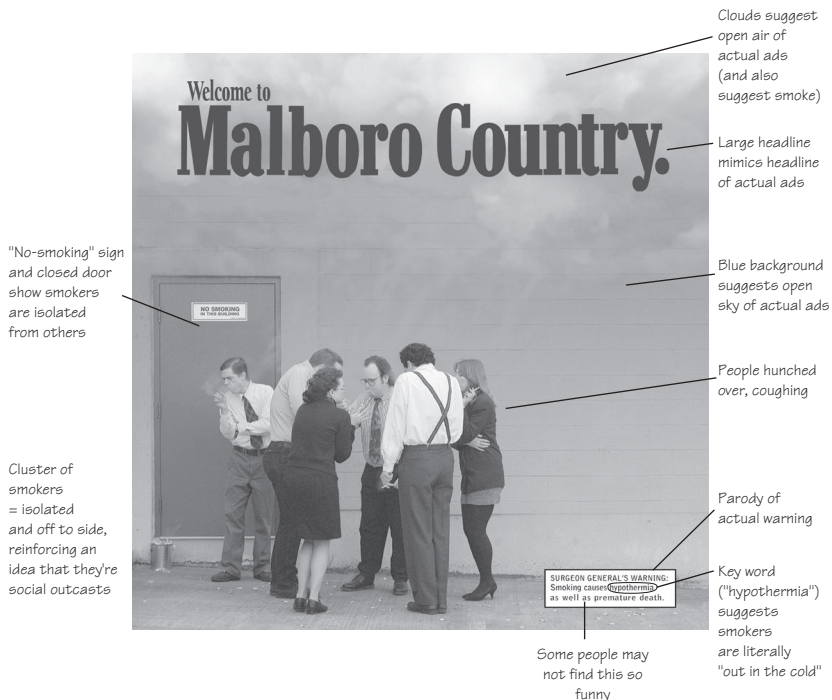 Clouds suggest
open air of
actual ads
(and also
suggest smoke)
Welcome to
Malboro Country.
Large headline
mimics headline
of actual ads
"No-smoking" sign
and closed door
show smokers
are isolated
from others
Blue background
suggests open
sky of actual ads
NO SMOKING
IN THIS BUILDING
People hunched
over, coughing
Cluster of
smokers
= isolated
and off to side,
reinforcing an
idea that they're
social outcasts
Parody of
actual warning
SURGEON GENERAL'S WARNING:
Smoking causes hypothermia
as well as premature death.
Key word
("hypothermia")
suggests
smokers
are literally
"out in the cold"
Some people may
not find this so
funny